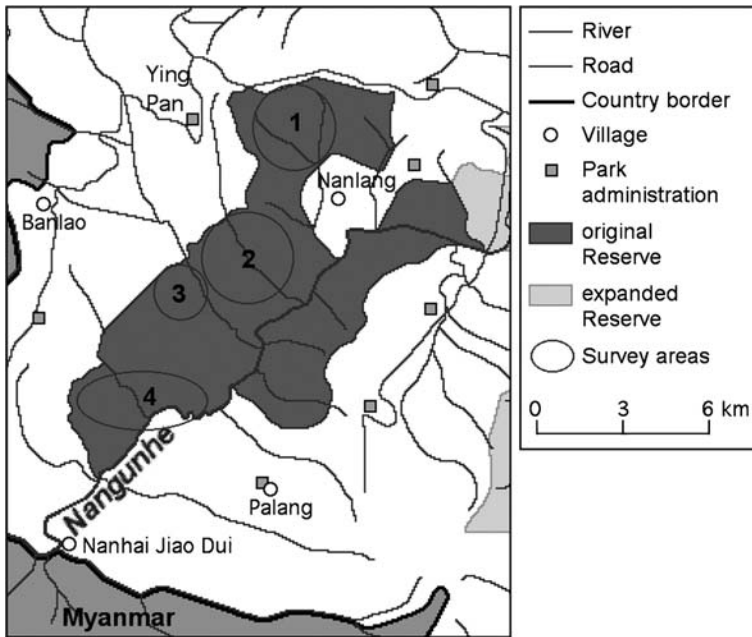 Ying
Pan
1
Nanlang
Banlao
2
3
4
Nangunhe
Palang
Nanhai Jiao Dui
Myanmar
River
Road
Country border
Village
Park
administration
original
Reserve
expanded
Reserve
Survey areas
0 3 6 km